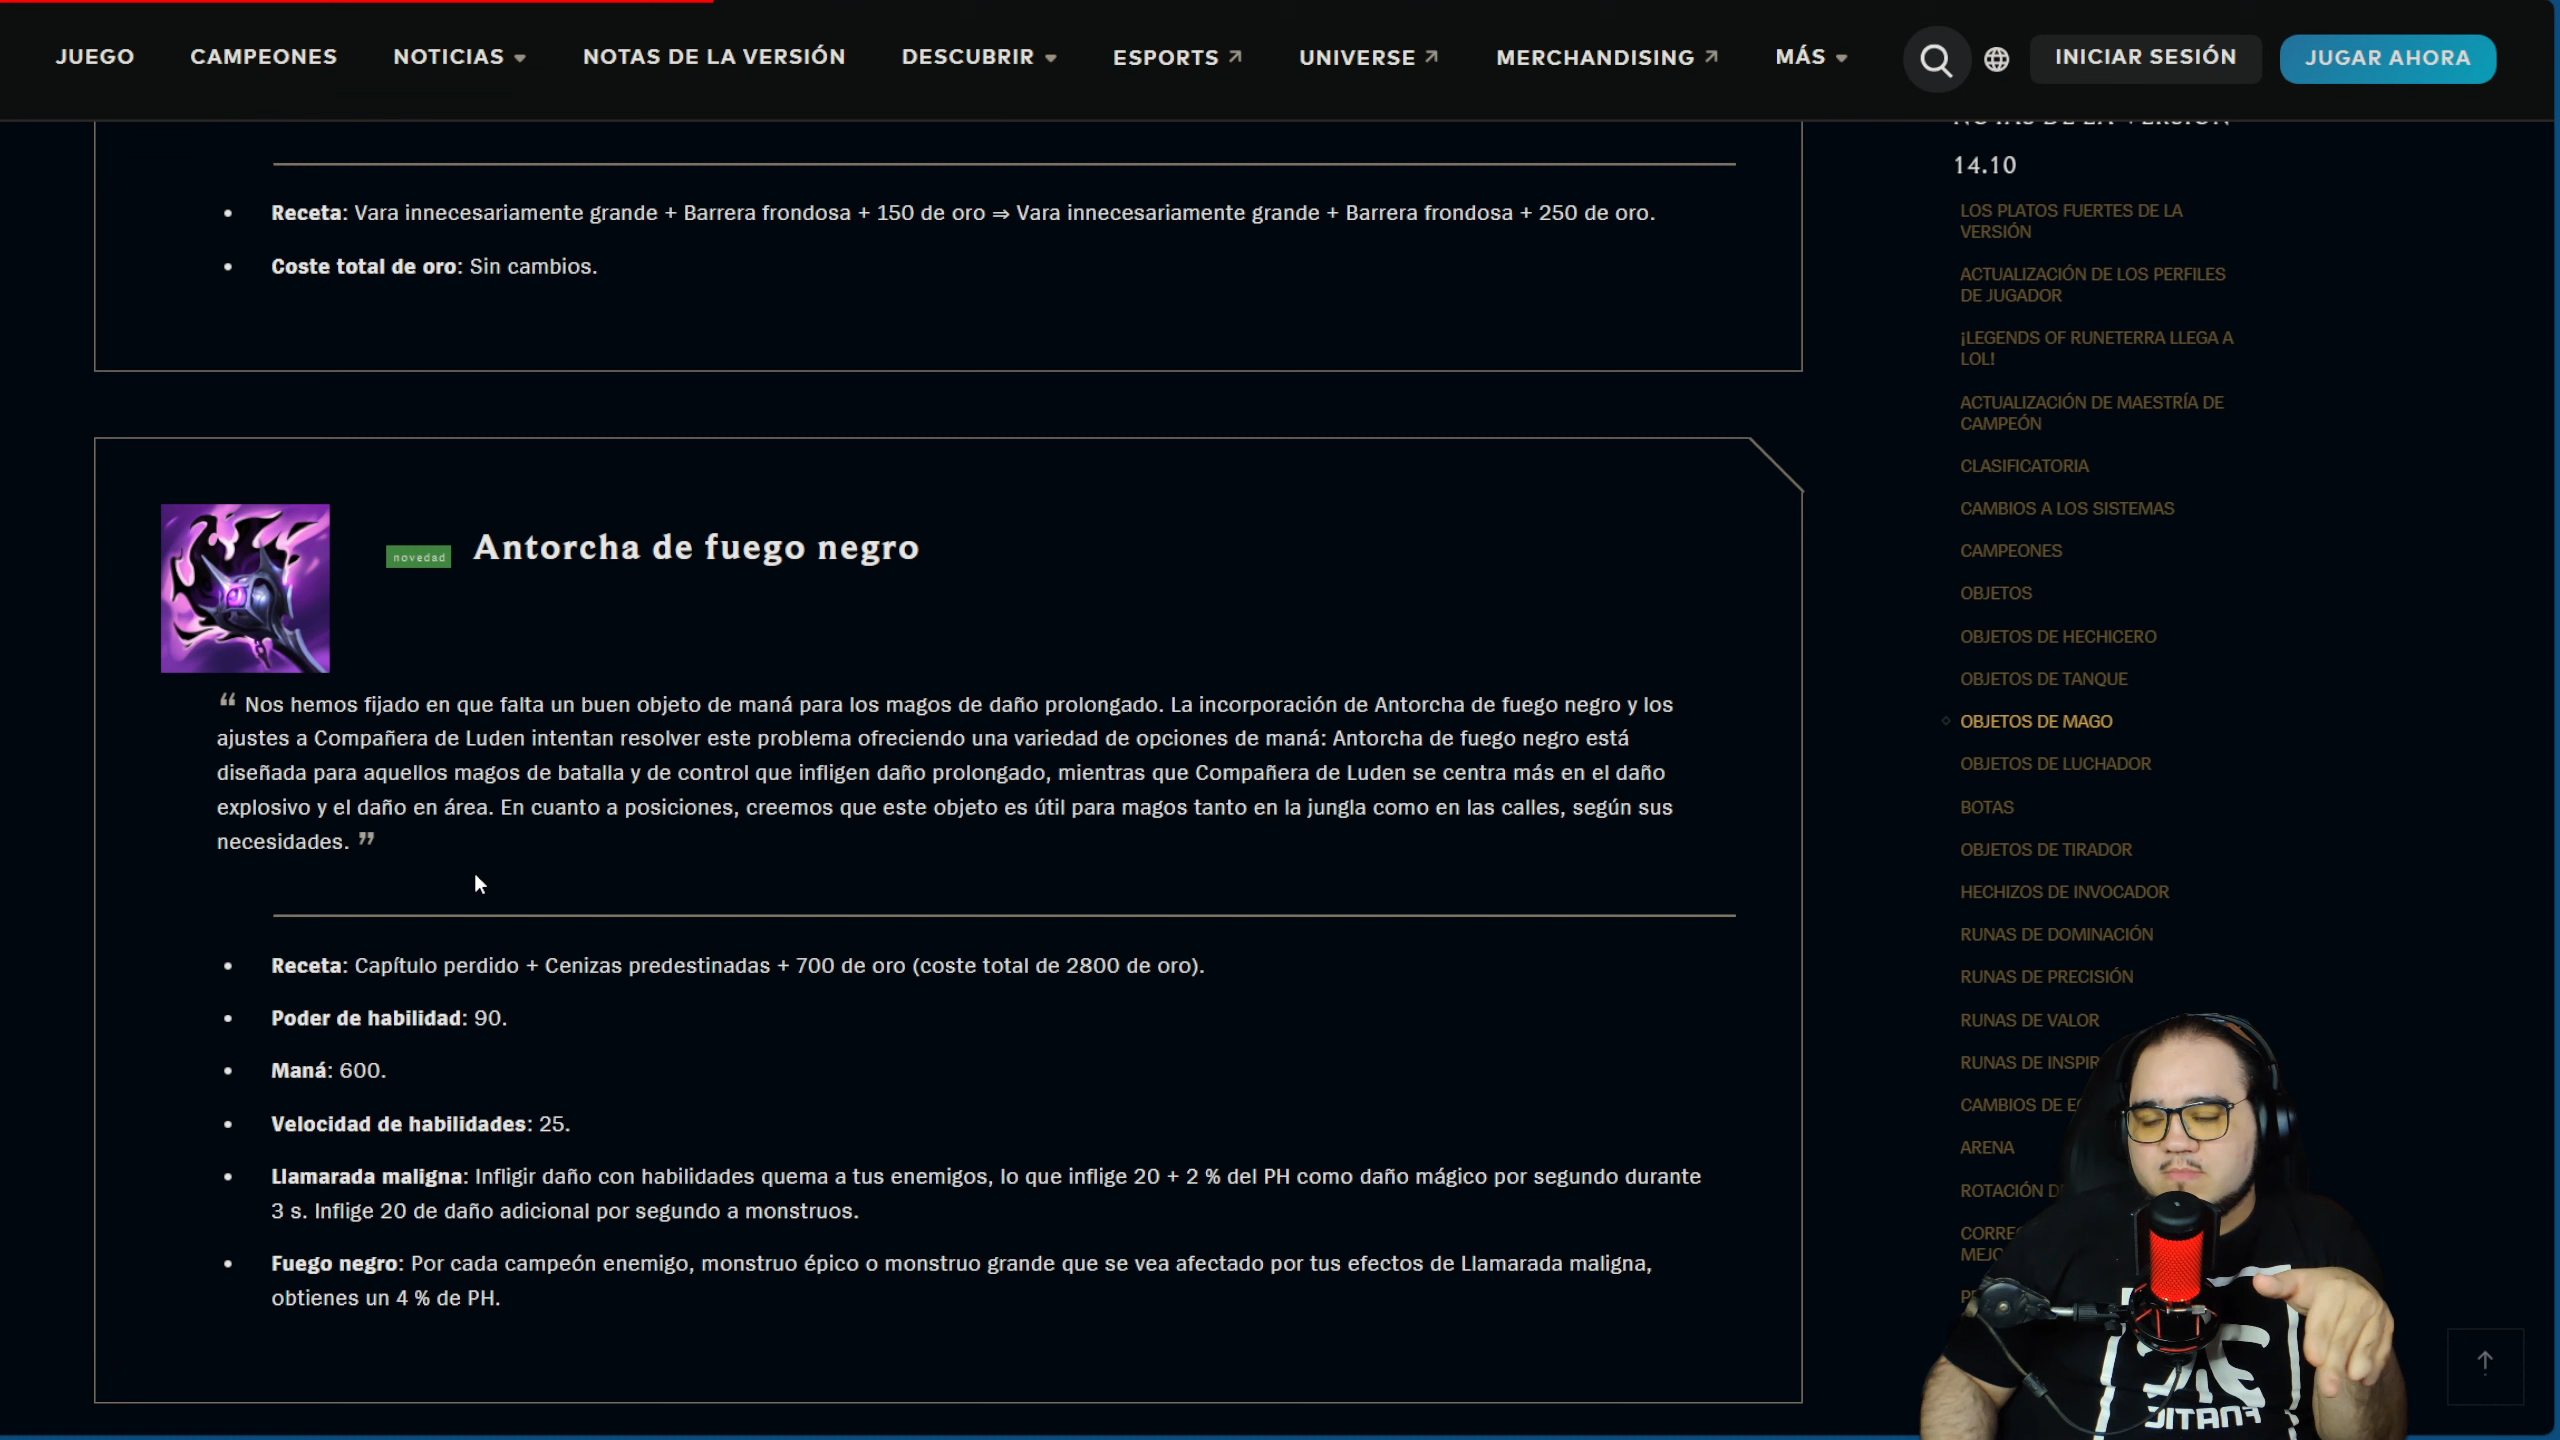 JUEGO CAMPEONES NOTICIAS NOTAS DE LA VERSIÓN DESCUBRIR ESPORTS UNIVERSE MERCHANDISING MÁS INICIAR SESIÓN JUGAR AHORA
Receta: Vara innecesariamente grande + Barrera frondosa + 150 de oro ⇒ Vara innecesariamente grande + Barrera frondosa + 250 de oro.
Coste total de oro: Sin cambios.
novedad Antorcha de fuego negro
“ Nos hemos fijado en que falta un buen objeto de maná para los magos de daño prolongado. La incorporación de Antorcha de fuego negro y los
ajustes a Compañera de Luden intentan resolver este problema ofreciendo una variedad de opciones de maná: Antorcha de fuego negro está
diseñada para aquellos magos de batalla y de control que infligen daño prolongado, mientras que Compañera de Luden se centra más en el daño
explosivo y el daño en área. En cuanto a posiciones, creemos que este objeto es útil para magos tanto en la jungla como en las calles, según sus
necesidades. ”
Receta: Capítulo perdido + Cenizas predestinadas + 700 de oro (coste total de 2800 de oro).
Poder de habilidad: 90.
Maná: 600.
Velocidad de habilidades: 25.
Llamarada maligna: Infligir daño con habilidades quema a tus enemigos, lo que inflige 20 + 2 % del PH como daño mágico por segundo durante
3 s. Inflige 20 de daño adicional por segundo a monstruos.
Fuego negro: Por cada campeón enemigo, monstruo épico o monstruo grande que se vea afectado por tus efectos de Llamarada maligna,
obtienes un 4 % de PH.
NOTAS DE LA VERSIÓN
14.10
LOS PLATOS FUERTES DE LA
VERSIÓN
ACTUALIZACIÓN DE LOS PERFILES
DE JUGADOR
¡LEGENDS OF RUNETERRA LLEGA A
LOL!
ACTUALIZACIÓN DE MAESTRÍA DE
CAMPEÓN
CLASIFICATORIA
CAMBIOS A LOS SISTEMAS
CAMPEONES
OBJETOS
OBJETOS DE HECHICERO
OBJETOS DE TANQUE
OBJETOS DE MAGO
OBJETOS DE LUCHADOR
BOTAS
OBJETOS DE TIRADOR
HECHIZOS DE INVOCADOR
RUNAS DE DOMINACIÓN
RUNAS DE PRECISIÓN
RUNAS DE VALOR
RUNAS DE INSPIR
CAMBIOS DE
ARENA
ROTACIÓN D
CORRE
MEJO
FNATIC